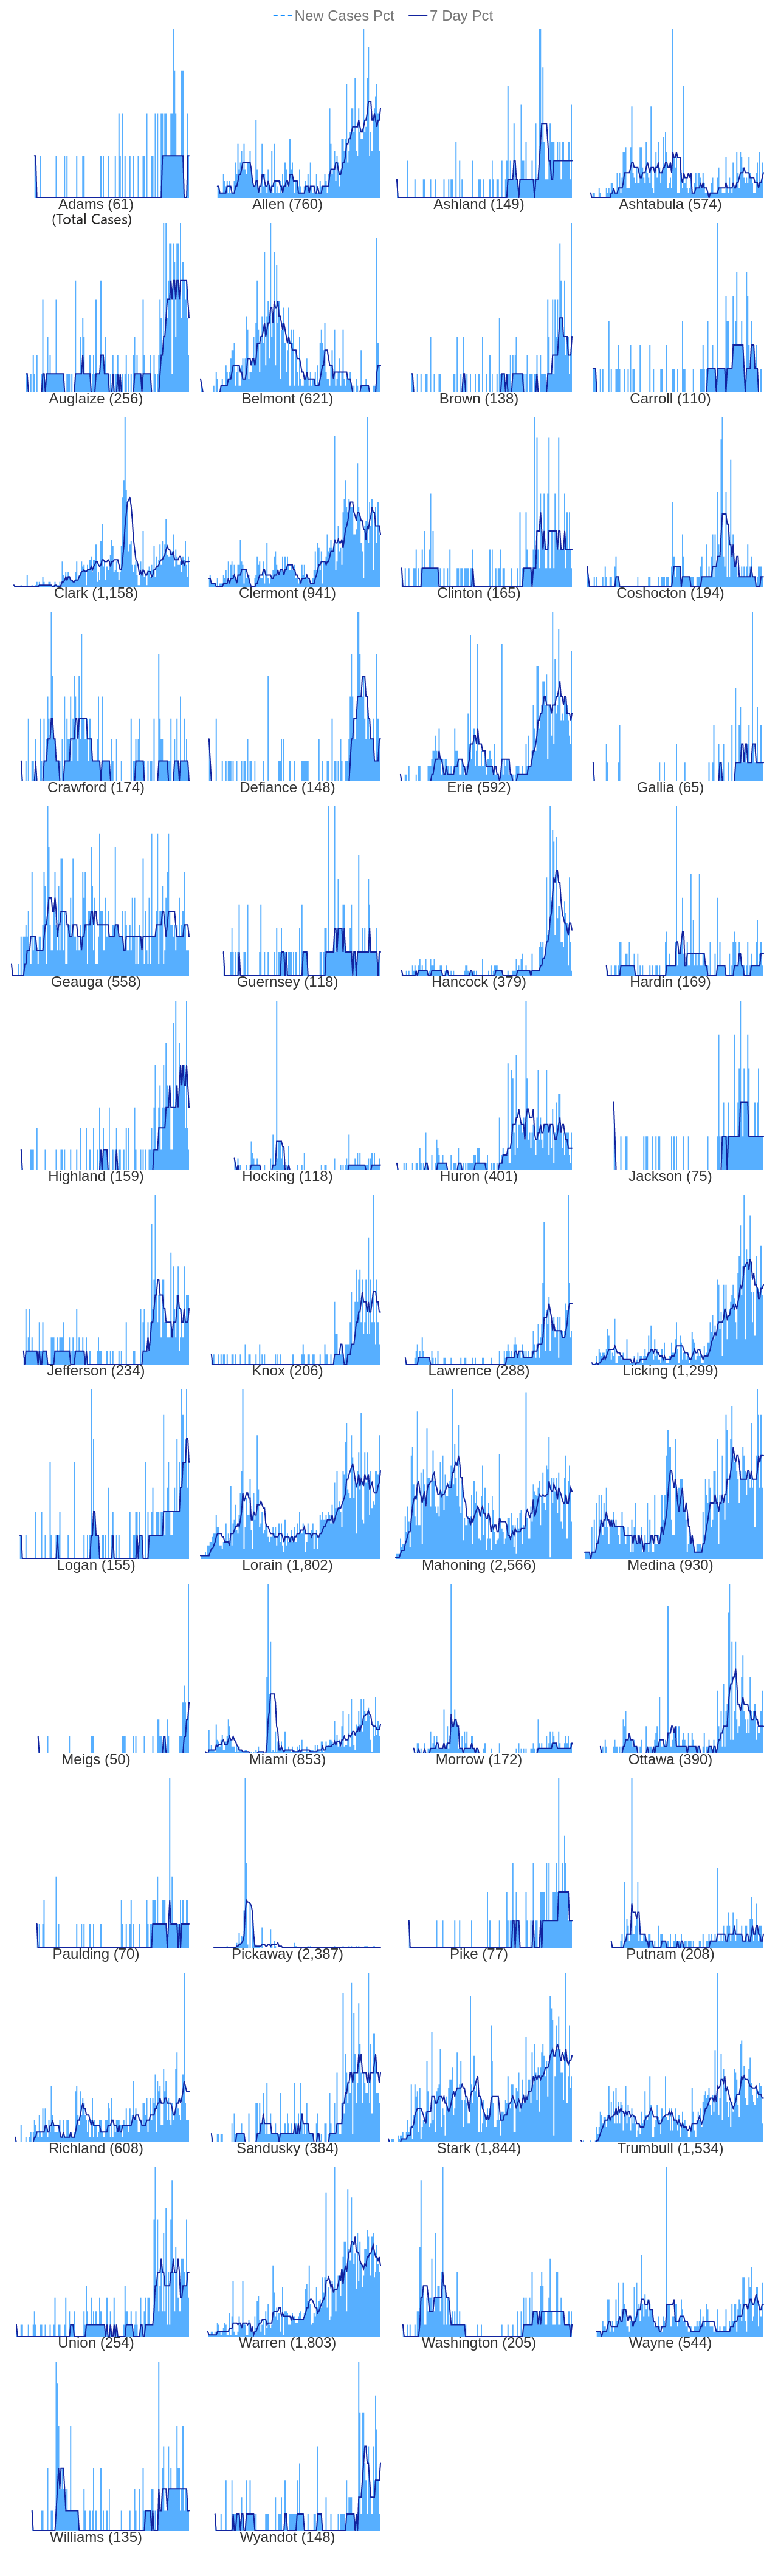 New Cases Pct 7 Day Pct
Adams (61) Allen (760) Ashland (149) Ashtabula (574)
(Total Cases)
Auglaize (256) Belmont (621) Brown (138) Carroll (110)
Clark (1,158) Clermont (941) Clinton (165) Coshocton (194)
Crawford (174) Defiance (148) Erie (592) Gallia (65)
Geauga (558) Guernsey (118) Hancock (379) Hardin (169)
Highland (159) Hocking (118) Huron (401) Jackson (75)
Jefferson (234) Knox (206) Lawrence (288) Licking (1,299)
Logan (155) Lorain (1,802) Mahoning (2,566) Medina (930)
Meigs (50) Miami (853) Morrow (172) Ottawa (390)
Paulding (70) Pickaway (2,387) Pike (77) Putnam (208)
Richland (608) Sandusky (384) Stark (1,844) Trumbull (1,534)
Union (254) Warren (1,803) Washington (205) Wayne (544)
Williams (135) Wyandot (148)